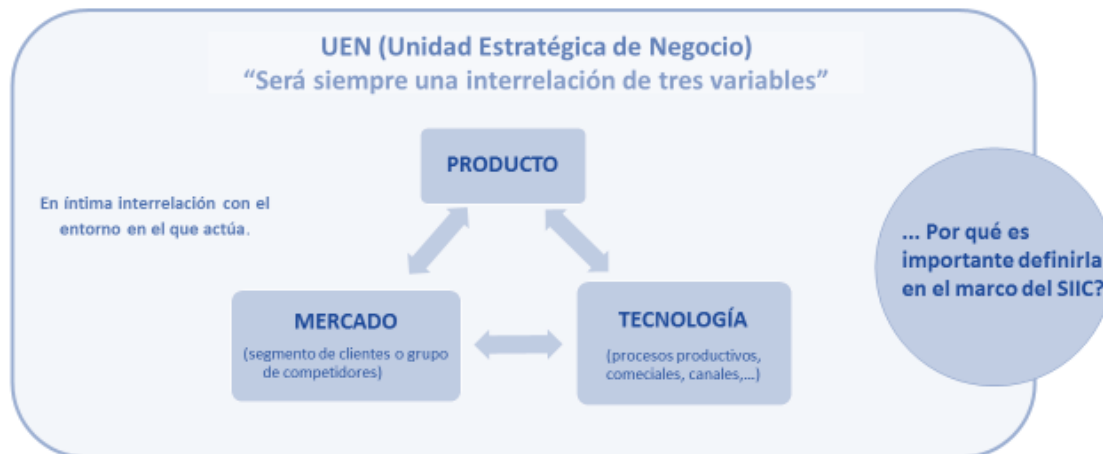 UEN (Unidad Estratégica de Negocio)
“Será siempre una interrelación de tres variables”
PRODUCTO
En íntima interrelación con el
entorno en el que actúa.
... Por qué es
importante definirla
en el marco del SIIC?
MERCADO
(segmento de clientes o grupo
de competidores)
TECNOLOGÍA
(procesos productivos,
comeciales, canales,...)